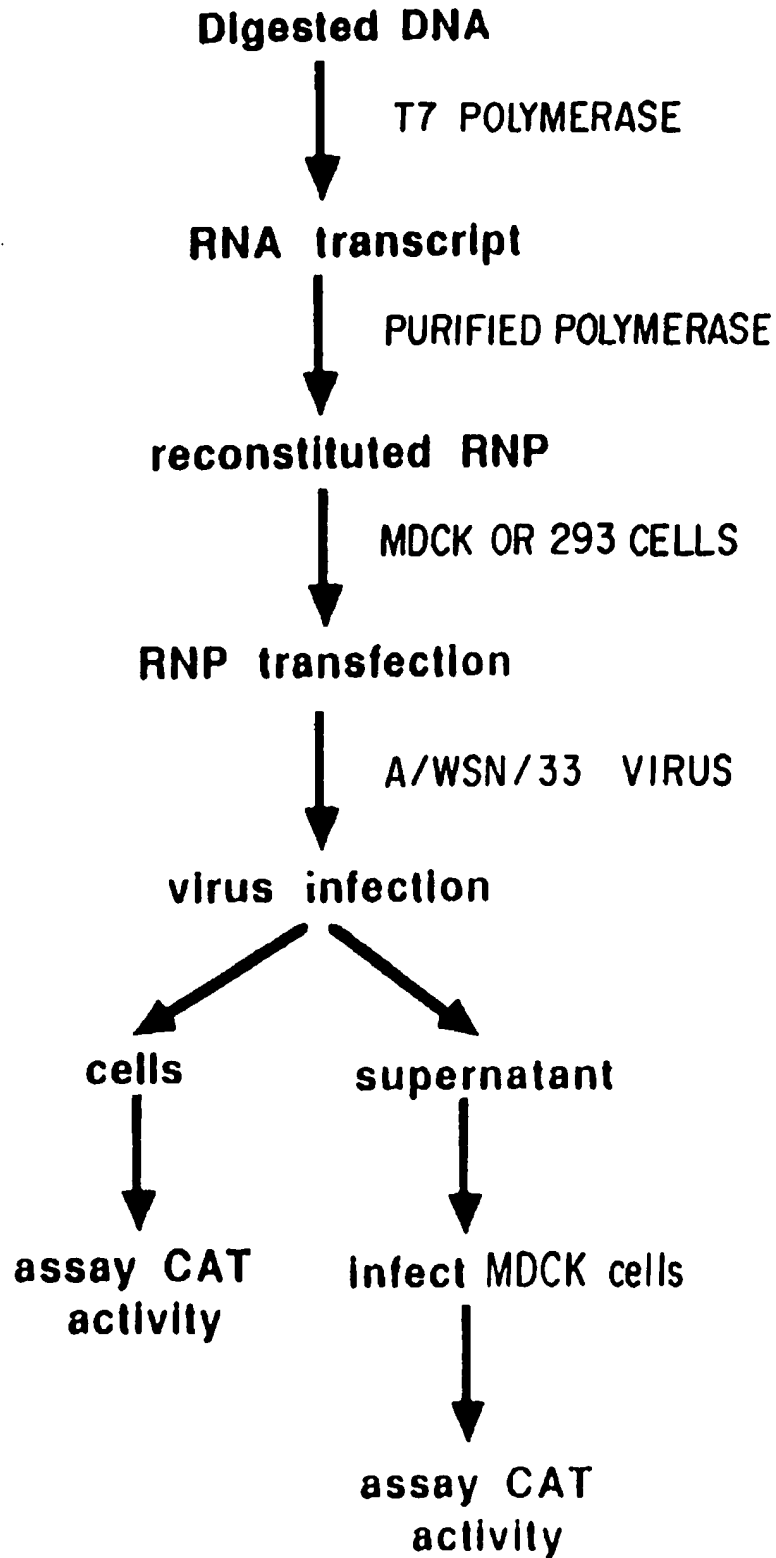 Digested DNA
T7 POLYMERASE
RNA transcript
PURIFIED POLYMERASE
reconstituted RNP
MDCK OR 293 CELLS
RNP transfection
A/WSN/33 VIRUS
virus infection
cells
supernatant
assay CAT
activity
infect MDCK cells
assay CAT
activity